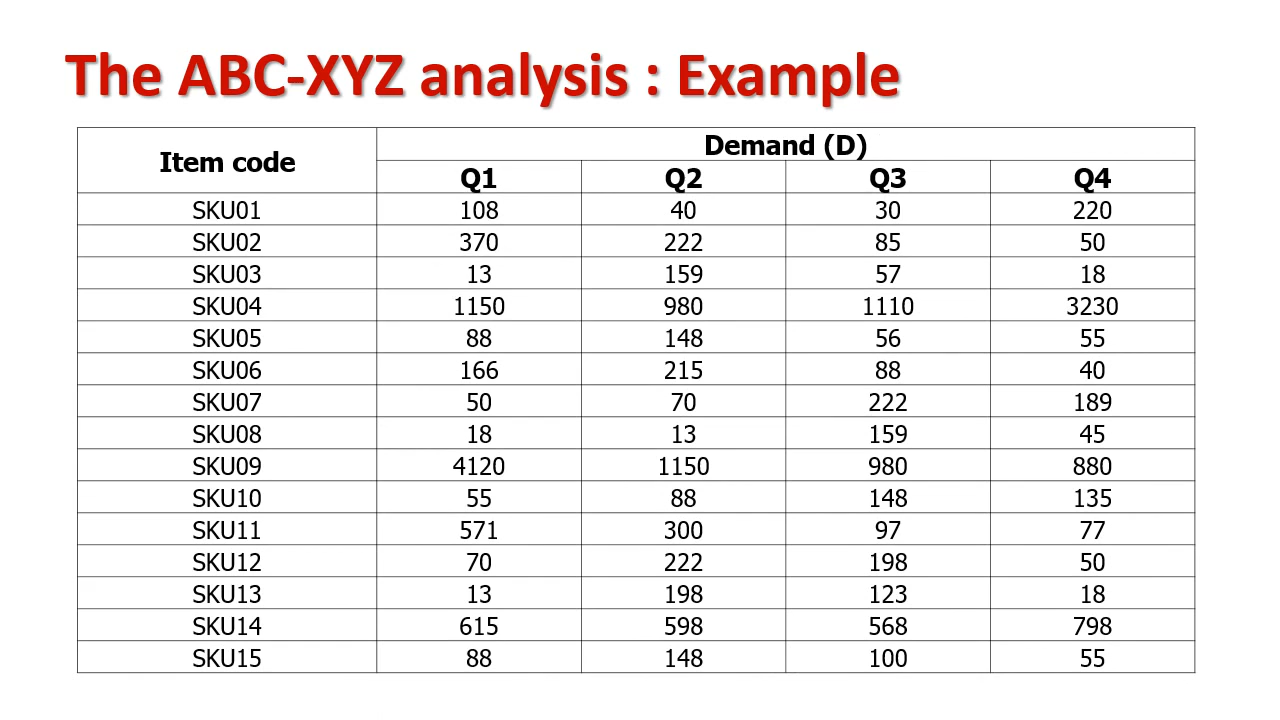 The ABC-XYZ analysis : Example
Item code Demand (D)
Q1 Q2 Q3 Q4
SKU01 108 40 30 220
SKU02 370 222 85 50
SKU03 13 159 57 18
SKU04 1150 980 1110 3230
SKU05 88 148 56 55
SKU06 166 215 88 40
SKU07 50 70 222 189
SKU08 18 13 159 45
SKU09 4120 1150 980 880
SKU10 55 88 148 135
SKU11 571 300 97 77
SKU12 70 222 198 50
SKU13 13 198 123 18
SKU14 615 598 568 798
SKU15 88 148 100 55